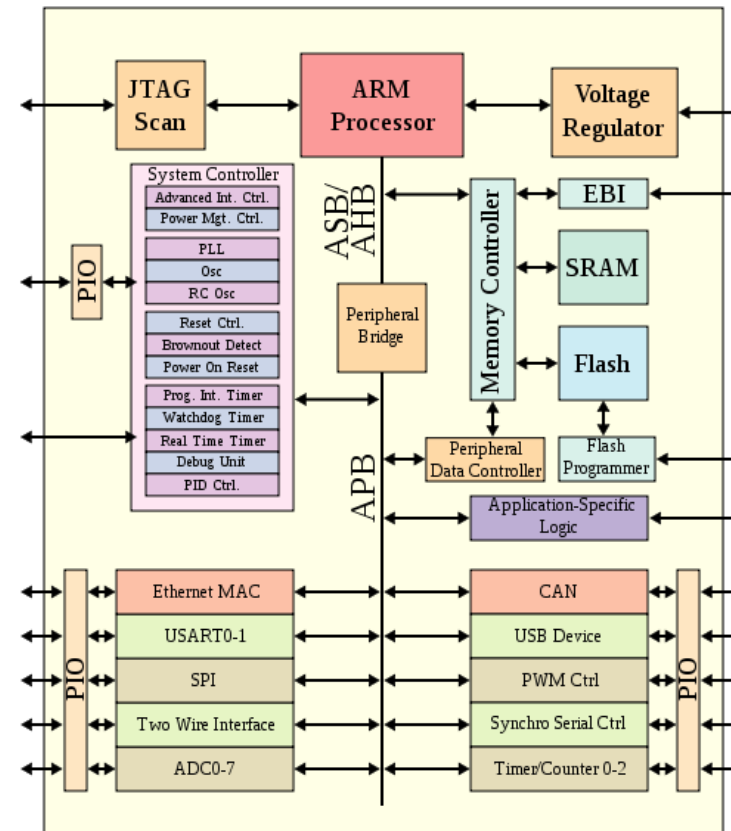 JTAG
Scan
ARM
Processor
Voltage
Regulator
System Controller
Advanced Int. Ctrl.
Power Mgt. Ctrl.
PLL
Osc
RC Osc
Reset Ctrl.
Brownout Detect
Power On Reset
Prog. Int. Timer
Watchdog Timer
Real Time Timer
Debug Unit
PID Ctrl.
PIO
ASB/
AHB
Peripheral
Bridge
APB
Memory Controller
EBI
SRAM
Flash
Peripheral
Data Controller
Flash
Programmer
Application-Specific
Logic
PIO
Ethernet MAC
USART0-1
SPI
Two Wire Interface
ADC0-7
CAN
USB Device
PWM Ctrl
Synchro Serial Ctrl
Timer/Counter 0-2
PIO